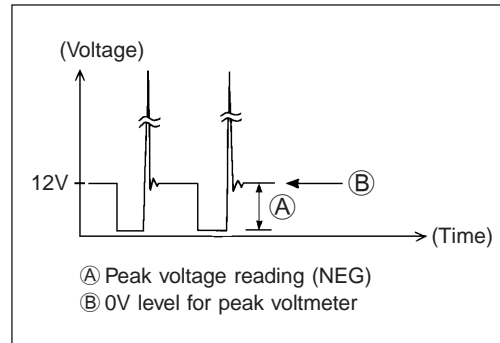 (Voltage)
12V
Ⓑ
Ⓐ
(Time)
Ⓐ Peak voltage reading (NEG)
Ⓑ 0V level for peak voltmeter